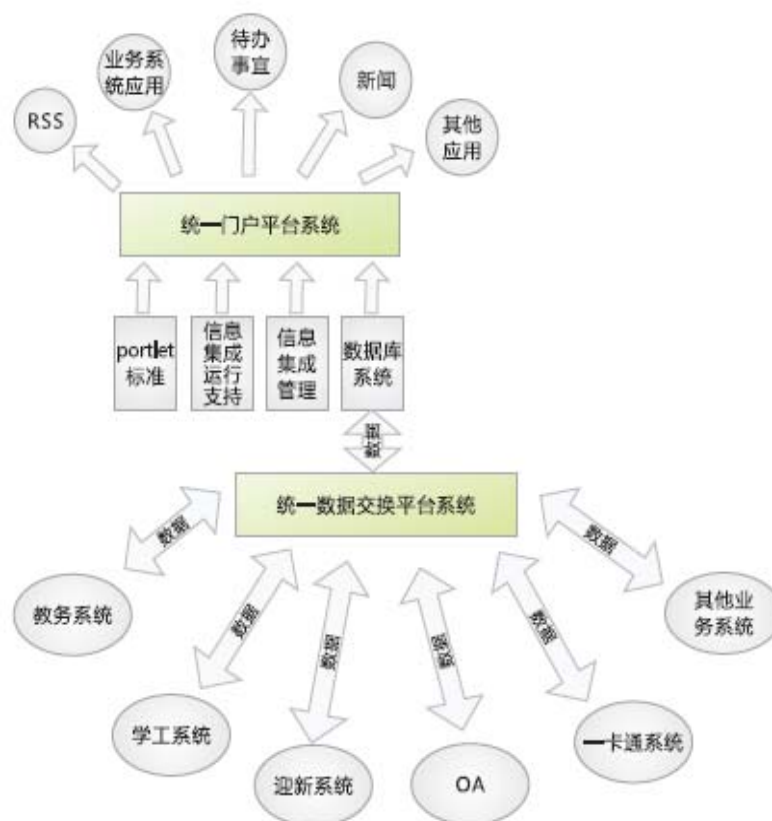 待办
事宜
业务系
统应用
新闻
RSS
其他
应用
统一门户平台系统
portlet
标准
信息
集成
运行
支持
信息
集成
管理
数据库
系统
数据
统一数据交换平台系统
数据
数据
数据
数据
数据
数据
教务系统
其他业
务系统
学工系统
一卡通系统
迎新系统
OA